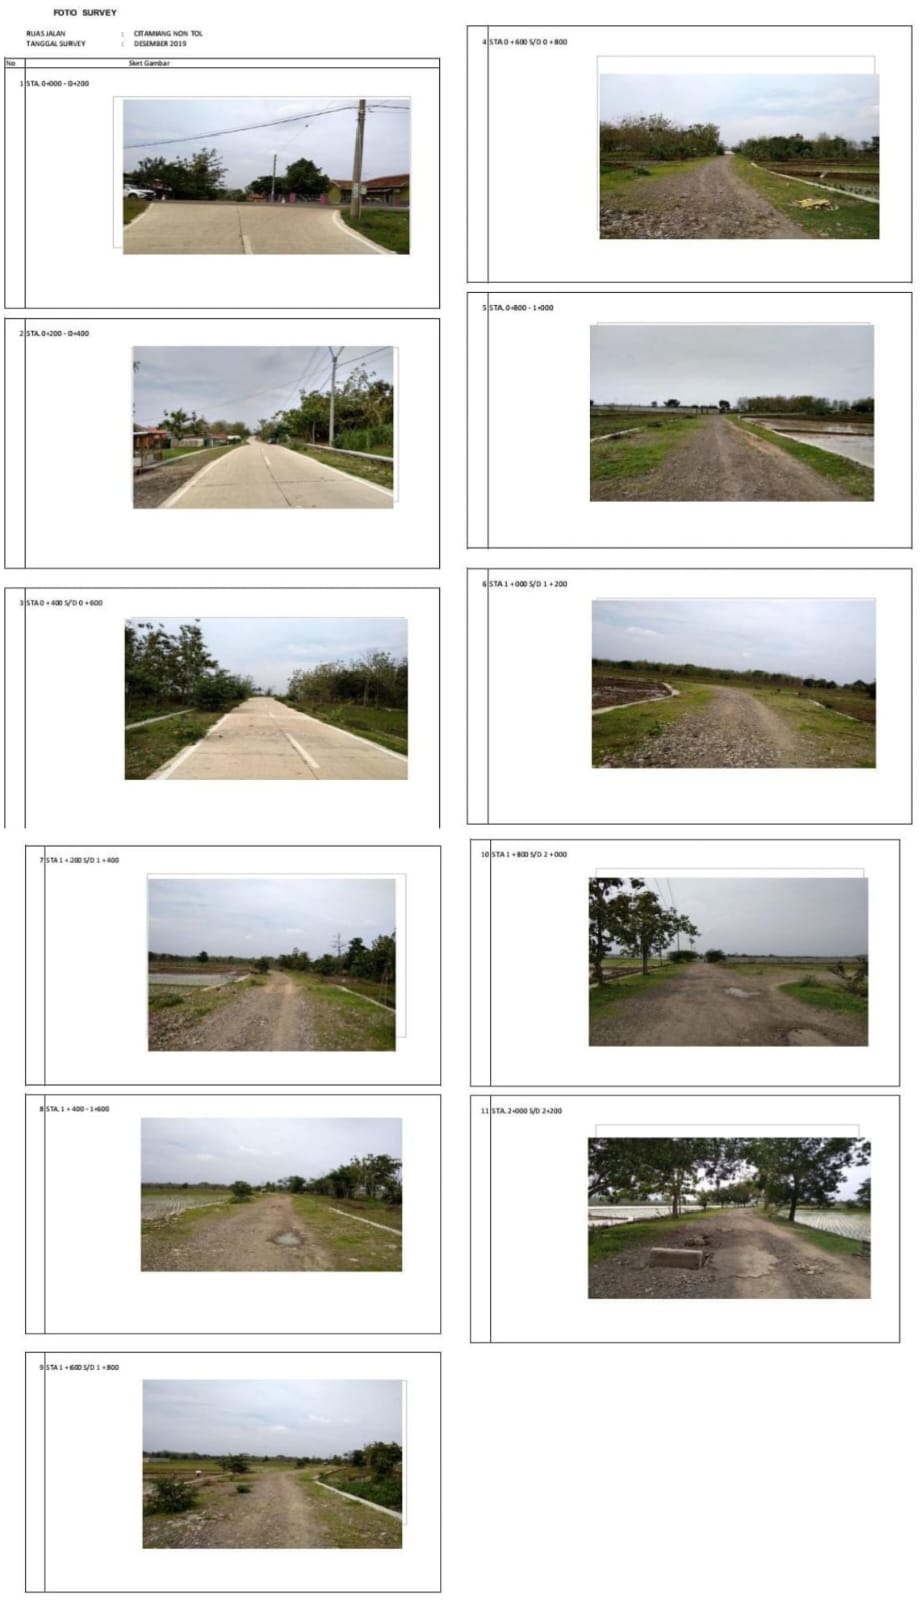 FOTO SURVEY
RUAS JALAN : CITAMIANG NON TOL
TANGGAL SURVEY : DESEMBER 2019
No Sket Gambar
1 STA. 0+000 - 0+200
2 STA. 0+200 - 0+400
3 STA 0 + 400 S/D 0 + 600
4 STA 0 + 600 S/D 0 + 800
5 STA. 0+800 - 1+000
6 STA 1 + 000 S/D 1 + 200
7 STA 1 + 200 S/D 1 + 400
8 STA. 1 + 400 - 1+600
9 STA 1 + 600 S/D 1 + 800
10 STA 1 + 800 S/D 2 + 000
11 STA. 2+000 S/D 2+200